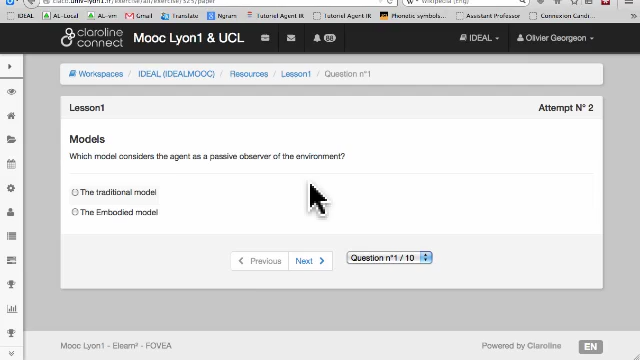 IDEAL AL-Local AL-vm Gmail Translate Ngram Tutoriel Agent IR Tutoriel Agent IR Phonetic symbols... Assistant Professor Connection Candi...
claroline connect Mooc Lyon1 & UCL IDEAL Olivier Georgeon
Workspaces / IDEAL (IDEALMOOC) / Resources / Lesson1 / Question n°1
Lesson1 Attempt N° 2
Models
Which model considers the agent as a passive observer of the environment?
The traditional model
The Embodied model
Previous Next Question n°1 / 10
Mooc Lyon1 - Elearn² - FOVEA Powered by Claroline EN